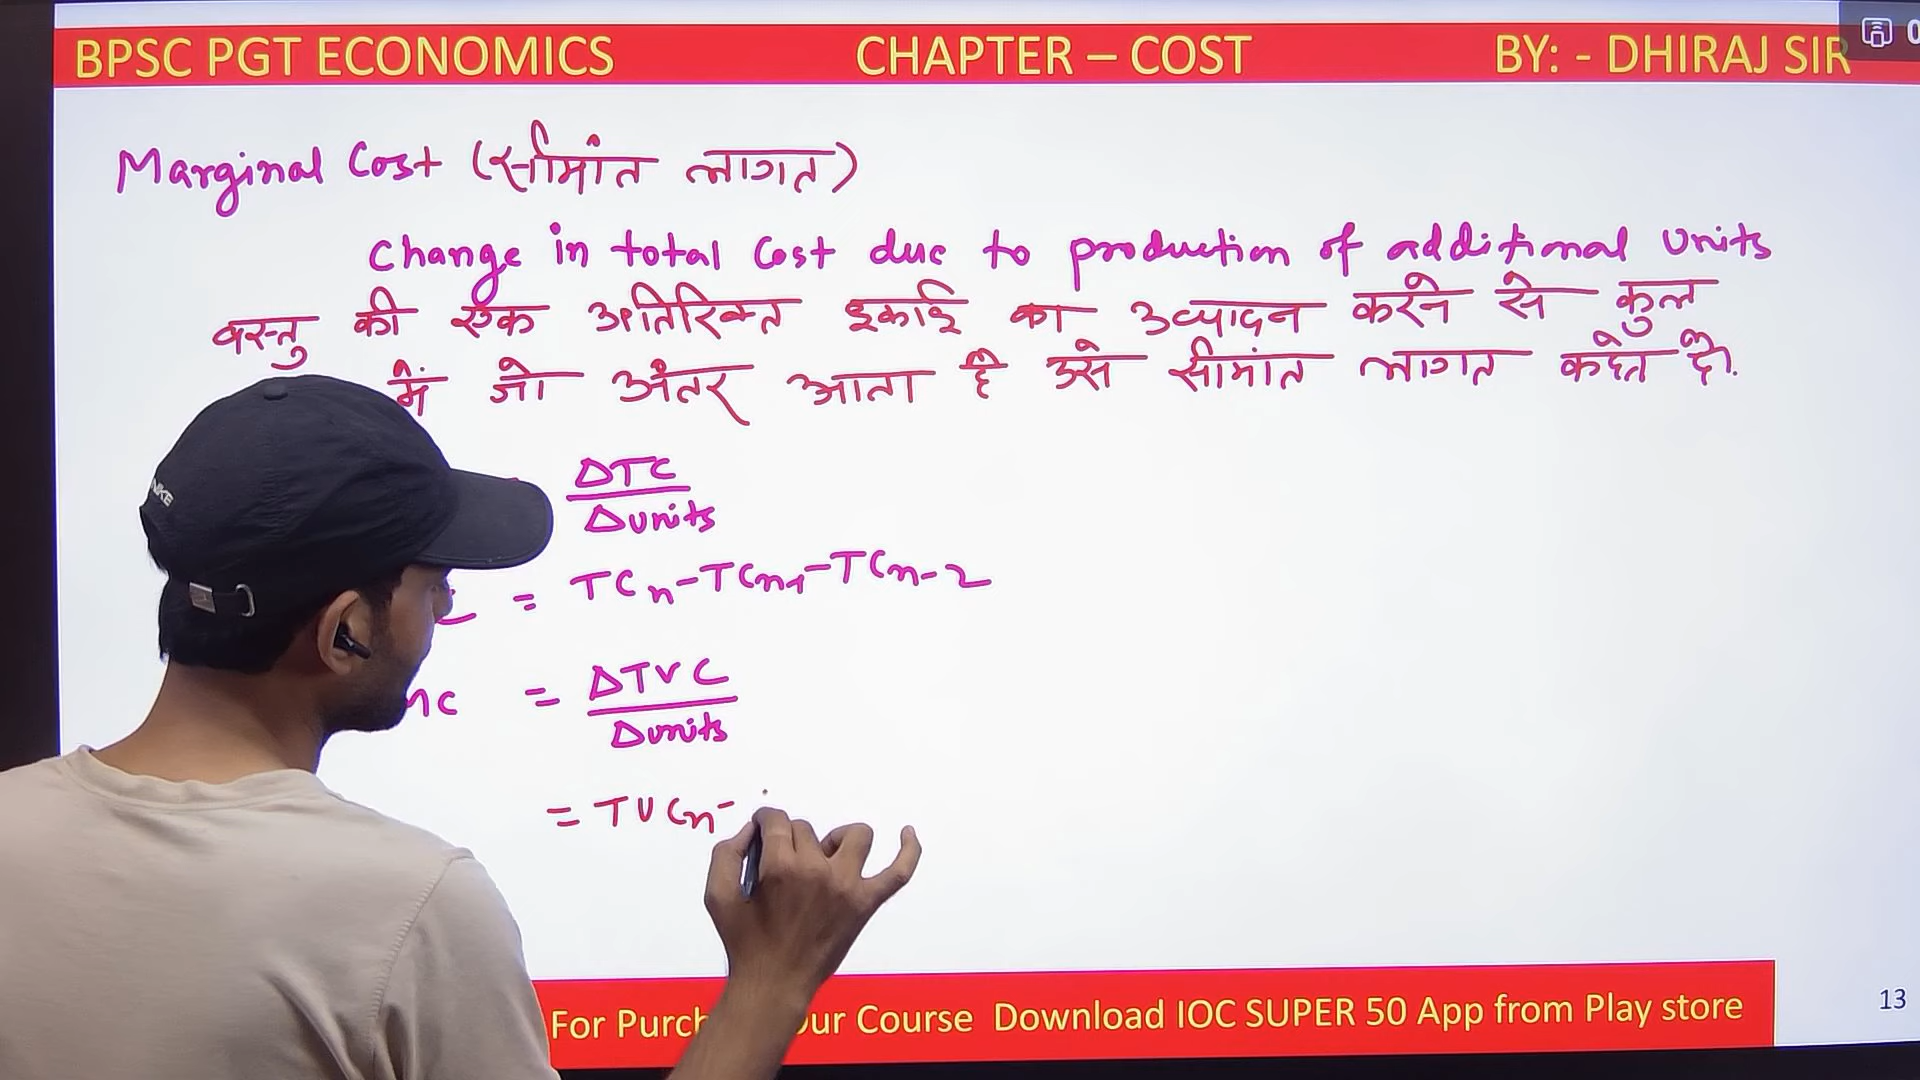 BPSC PGT ECONOMICS CHAPTER – COST BY: - DHIRAJ SIR
Marginal Cost (सीमांत लागत)
Change in total Cost due to production of additional Units
वस्तु की एक अतिरिक्त इकाई का उत्पादन करने से कुल
में जो अंतर आता है उसे सीमांत लागत कहते है.
NIKE
ΔTC
Δunits
= TCn - TCn-1 - TCn-2
MC = ΔTVC
Δunits
= TVCn -
For Purch our Course Download IOC SUPER 50 App from Play store
13